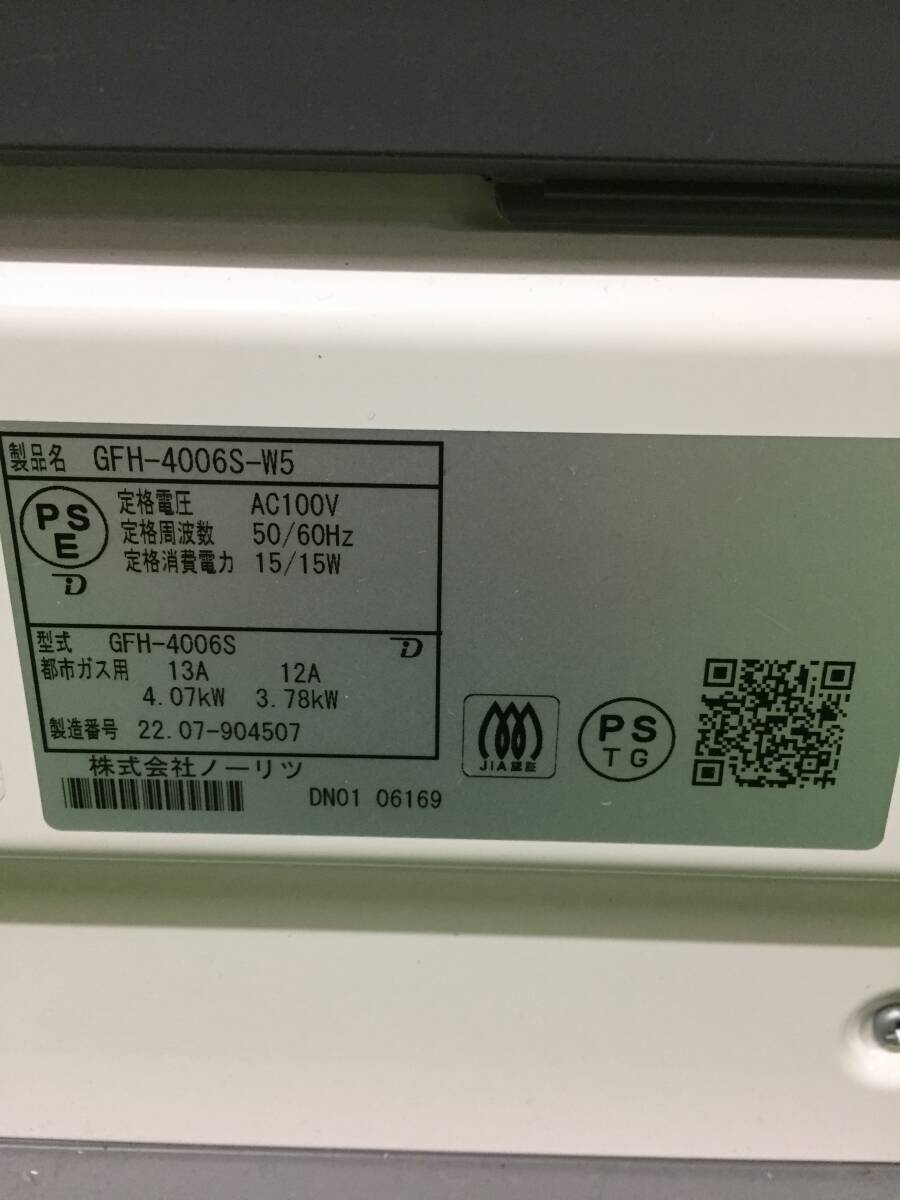 製品名 GFH-4006S-W5
PS
E
定格電圧 AC100V
定格周波数 50/60Hz
定格消費電力 15/15W
型式 GFH-4006S
都市ガス用 13A 12A
4.07kW 3.78kW
製造番号 22.07-904507
株式会社ノーリツ
DN01 06169
JIA認証
PS
TG